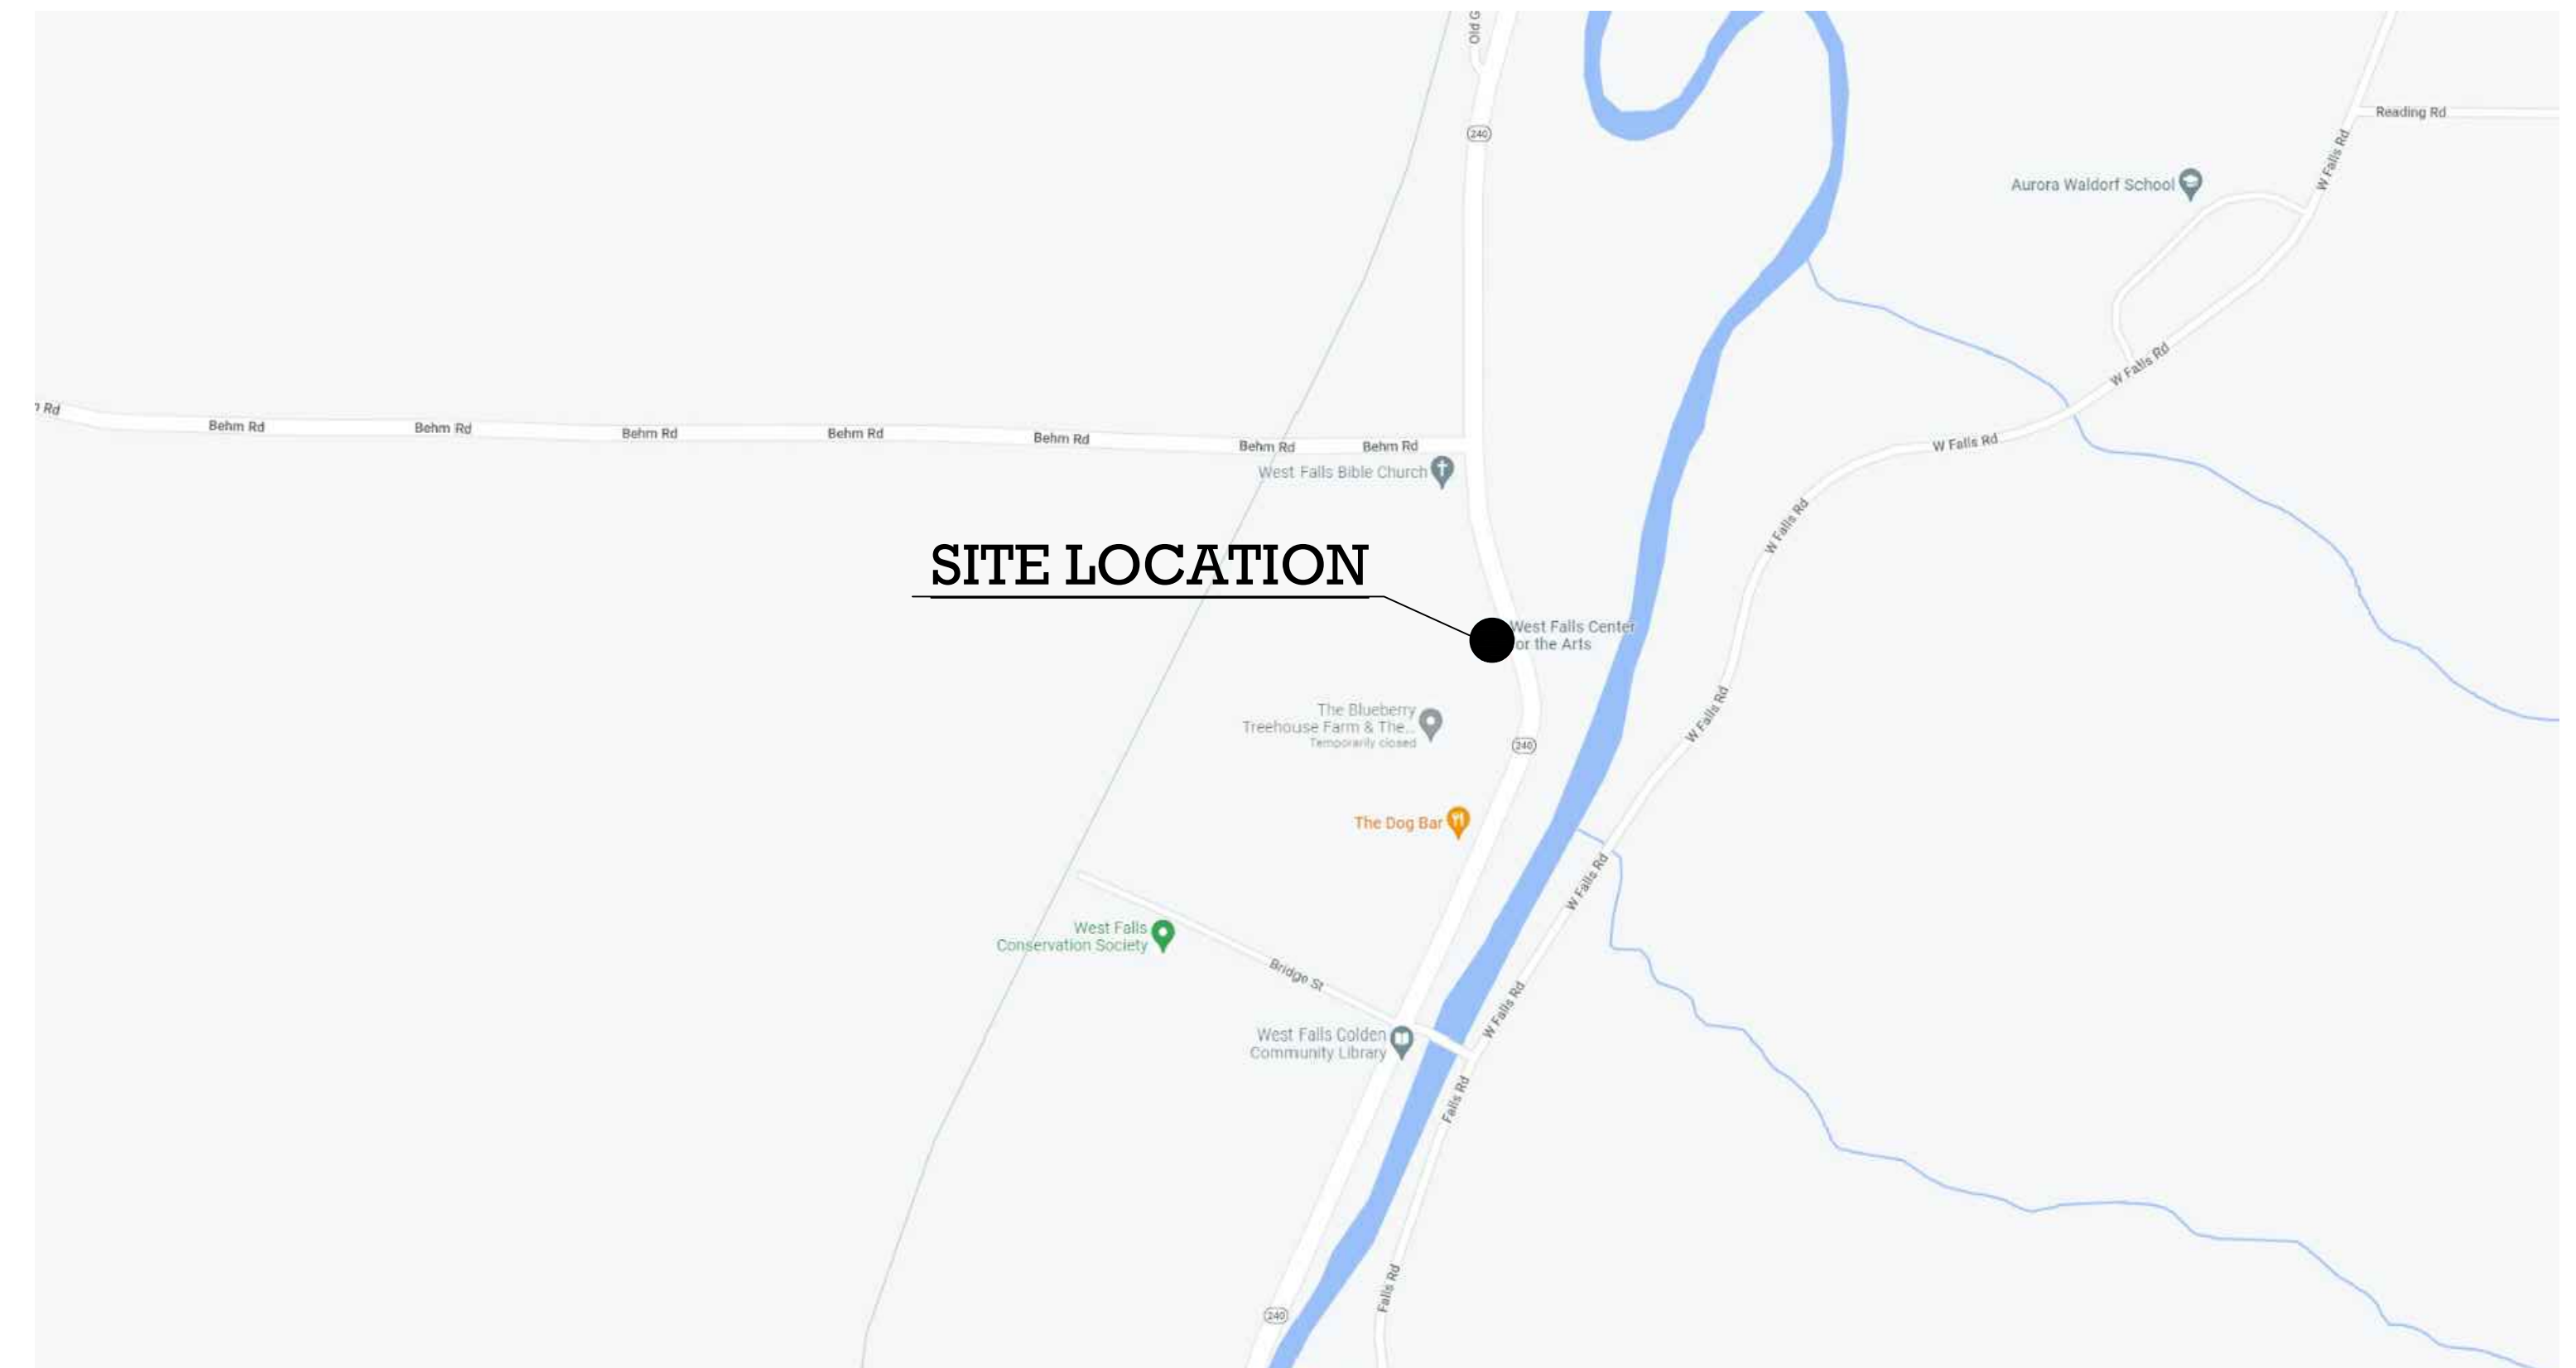 Old G
240
Reading Rd
W Falls Rd
Aurora Waldorf School
W Falls Rd
Rd
Behm Rd
Behm Rd
Behm Rd
Behm Rd
Behm Rd
Behm Rd
Behm Rd
W Falls Rd
West Falls Bible Church
W Falls Rd
SITE LOCATION
West Falls Center
or the Arts
W Falls Rd
The Blueberry
Treehouse Farm & The...
Temporarily closed
240
The Dog Bar
W Falls Rd
West Falls
Conservation Society
Bridge St
W Falls Rd
West Falls Colden
Community Library
Falls Rd
Falls Rd
240